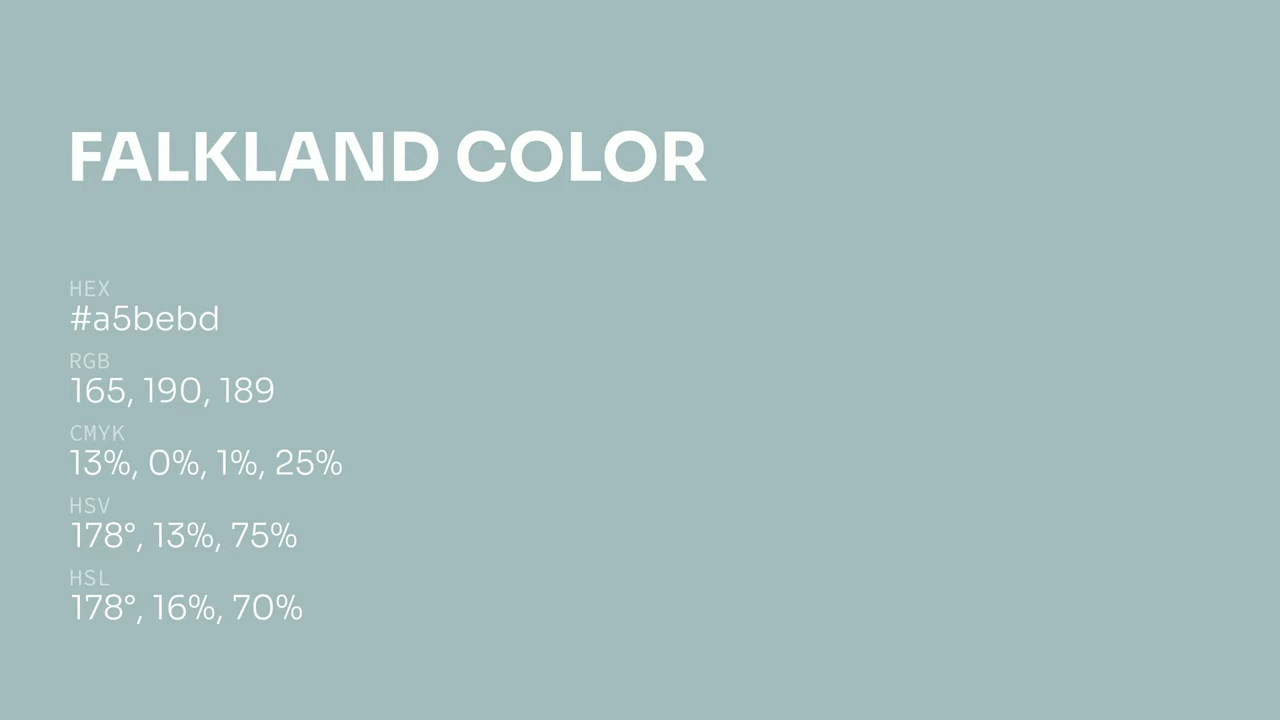 FALKLAND COLOR
HEX
#a5bebd
RGB
165, 190, 189
CMYK
13%, 0%, 1%, 25%
HSV
178°, 13%, 75%
HSL
178°, 16%, 70%